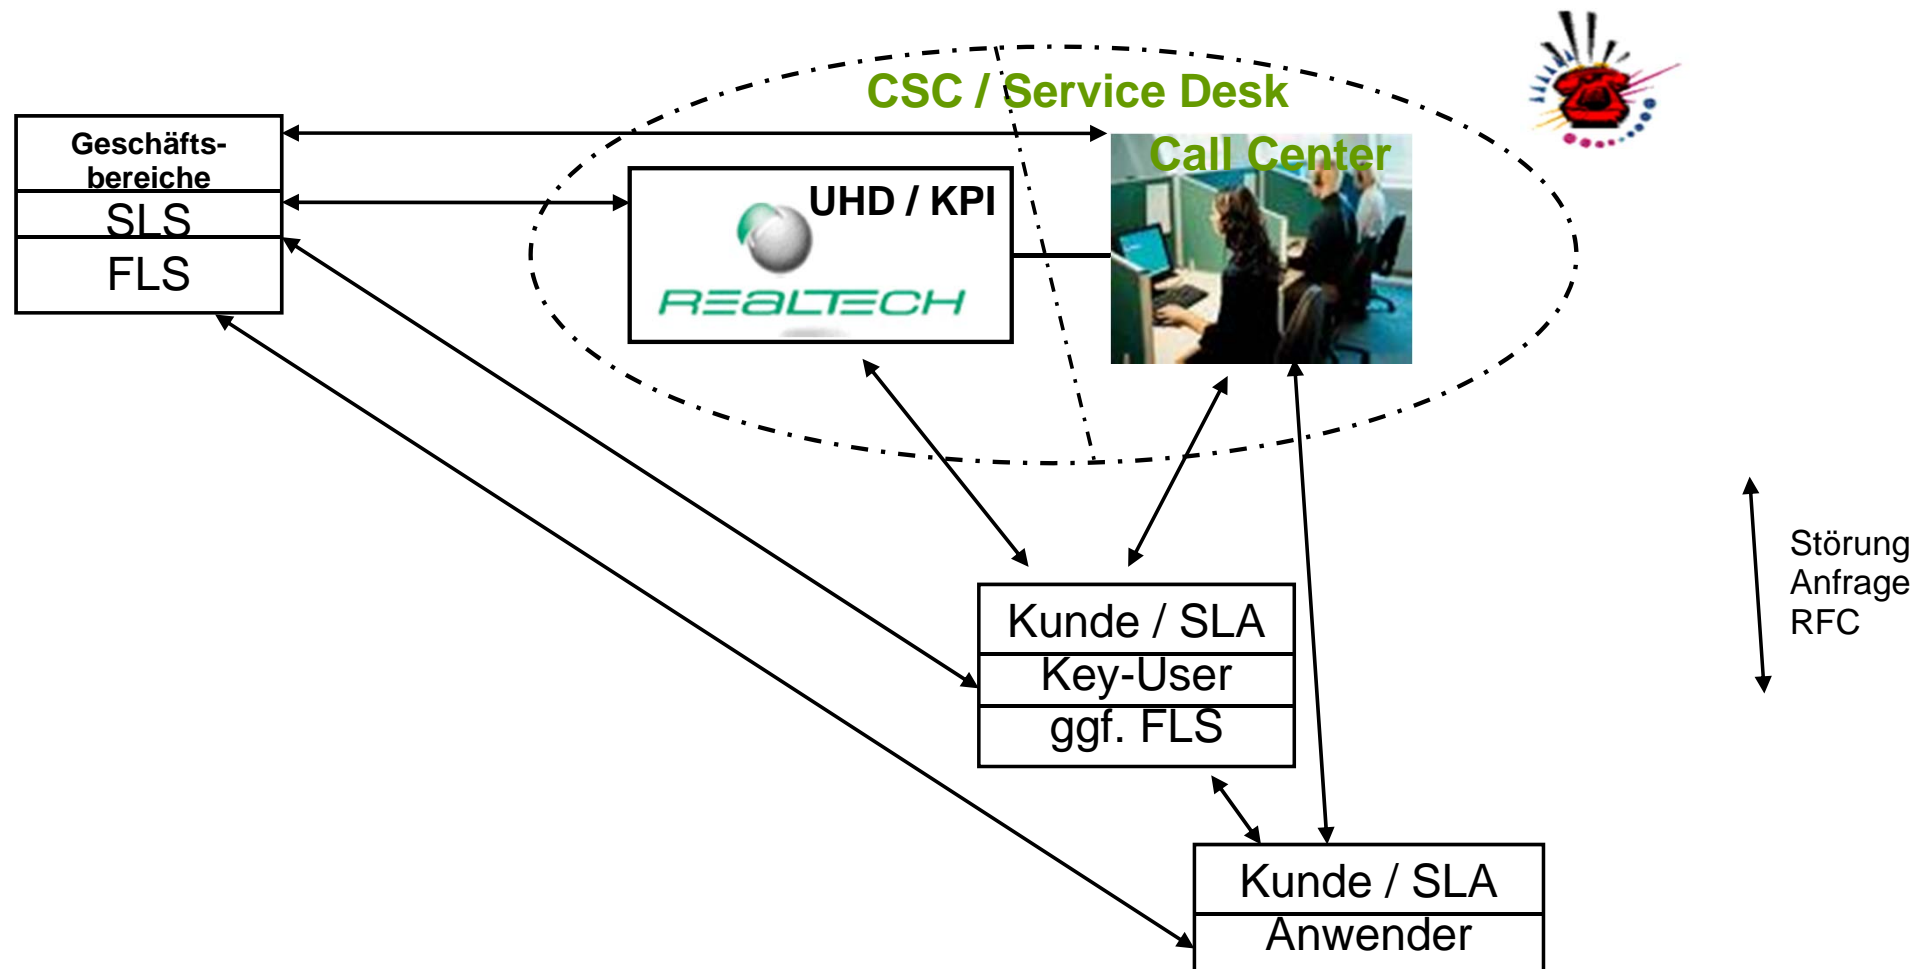 CSC / Service Desk
Geschäfts-
bereiche
SLS
FLS
UHD / KPI
REALTECH
Call Center
Kunde / SLA
Key-User
ggf. FLS
Störung
Anfrage
RFC
Kunde / SLA
Anwender